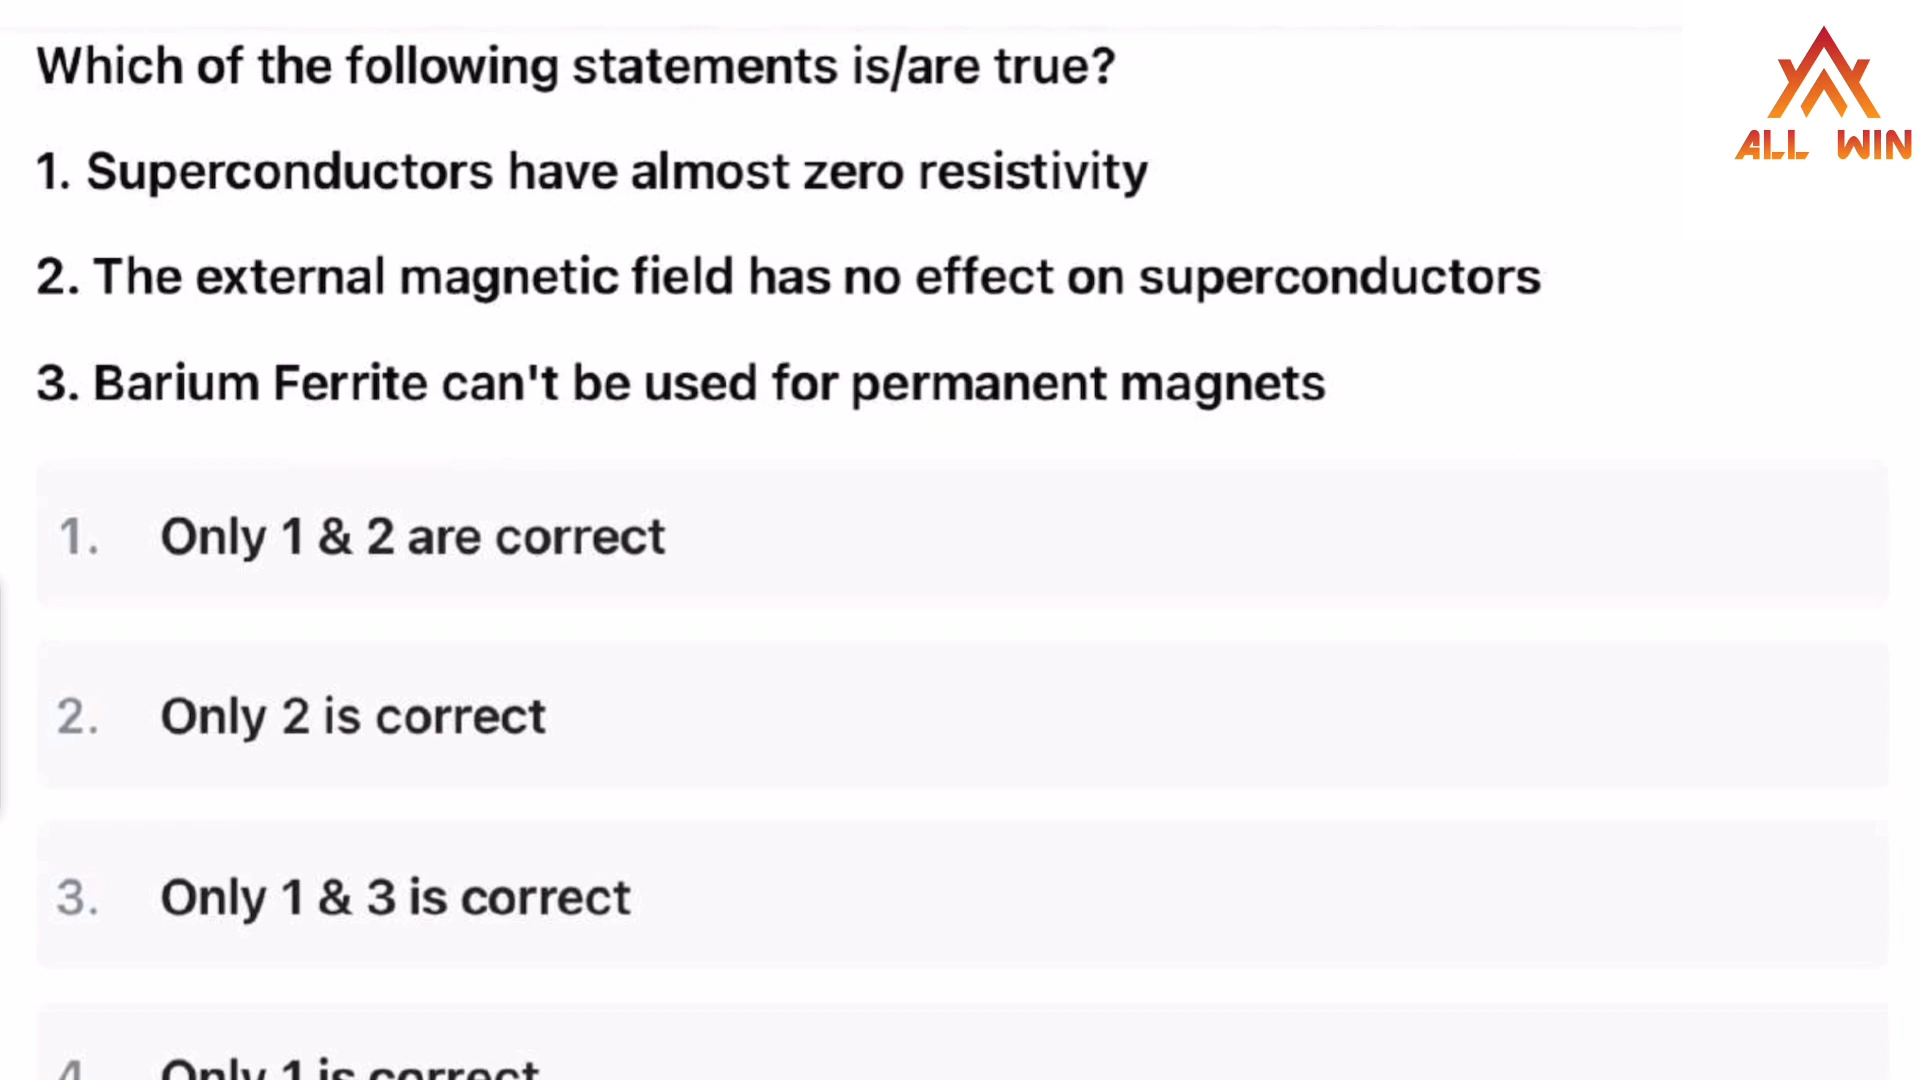 Which of the following statements is/are true?
ALL WIN
1. Superconductors have almost zero resistivity
2. The external magnetic field has no effect on superconductors
3. Barium Ferrite can't be used for permanent magnets
1. Only 1 & 2 are correct
2. Only 2 is correct
3. Only 1 & 3 is correct
4. Only 1 is correct